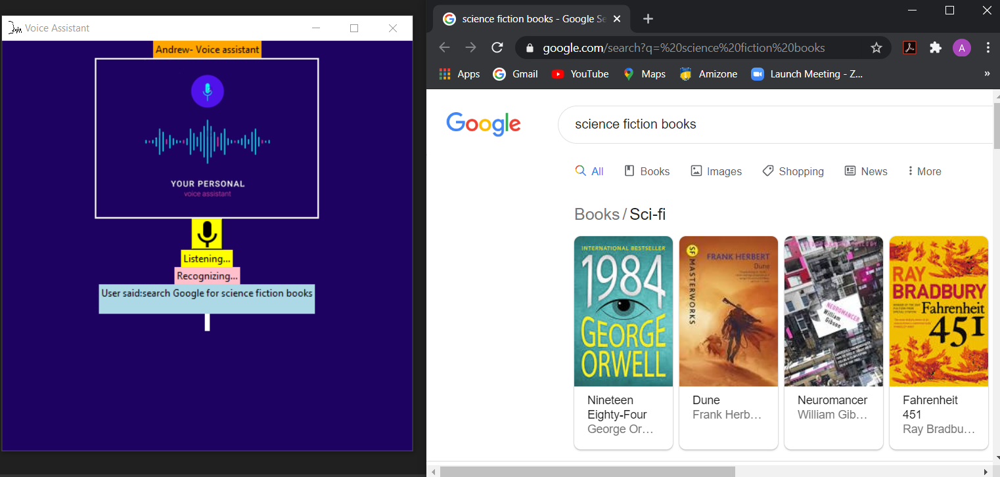 Voice Assistant
Andrew- Voice assistant
YOUR PERSONAL
voice assistant
Listening...
Recognizing...
User said:search Google for science fiction books
science fiction books - Google Se
google.com/search?q=%20science%20fiction%20books
A
Apps
Gmail
YouTube
Maps
Amizone
Launch Meeting - Z...
»
Google
science fiction books
All
Books
Images
Shopping
News
More
Books / Sci-fi
INTERNATIONAL BESTSELLER
1984
GEORGE
ORWELL
Nineteen
Eighty-Four
George Or...
SF MASTERWORKS
FRANK HERBERT
Dune
Dune
Frank Herb...
NEUROMANCER
William
Gibson
Neuromancer
William Gib...
RAY
BRADBURY
Fahrenheit
451
Fahrenheit
451
Ray Bradbu...